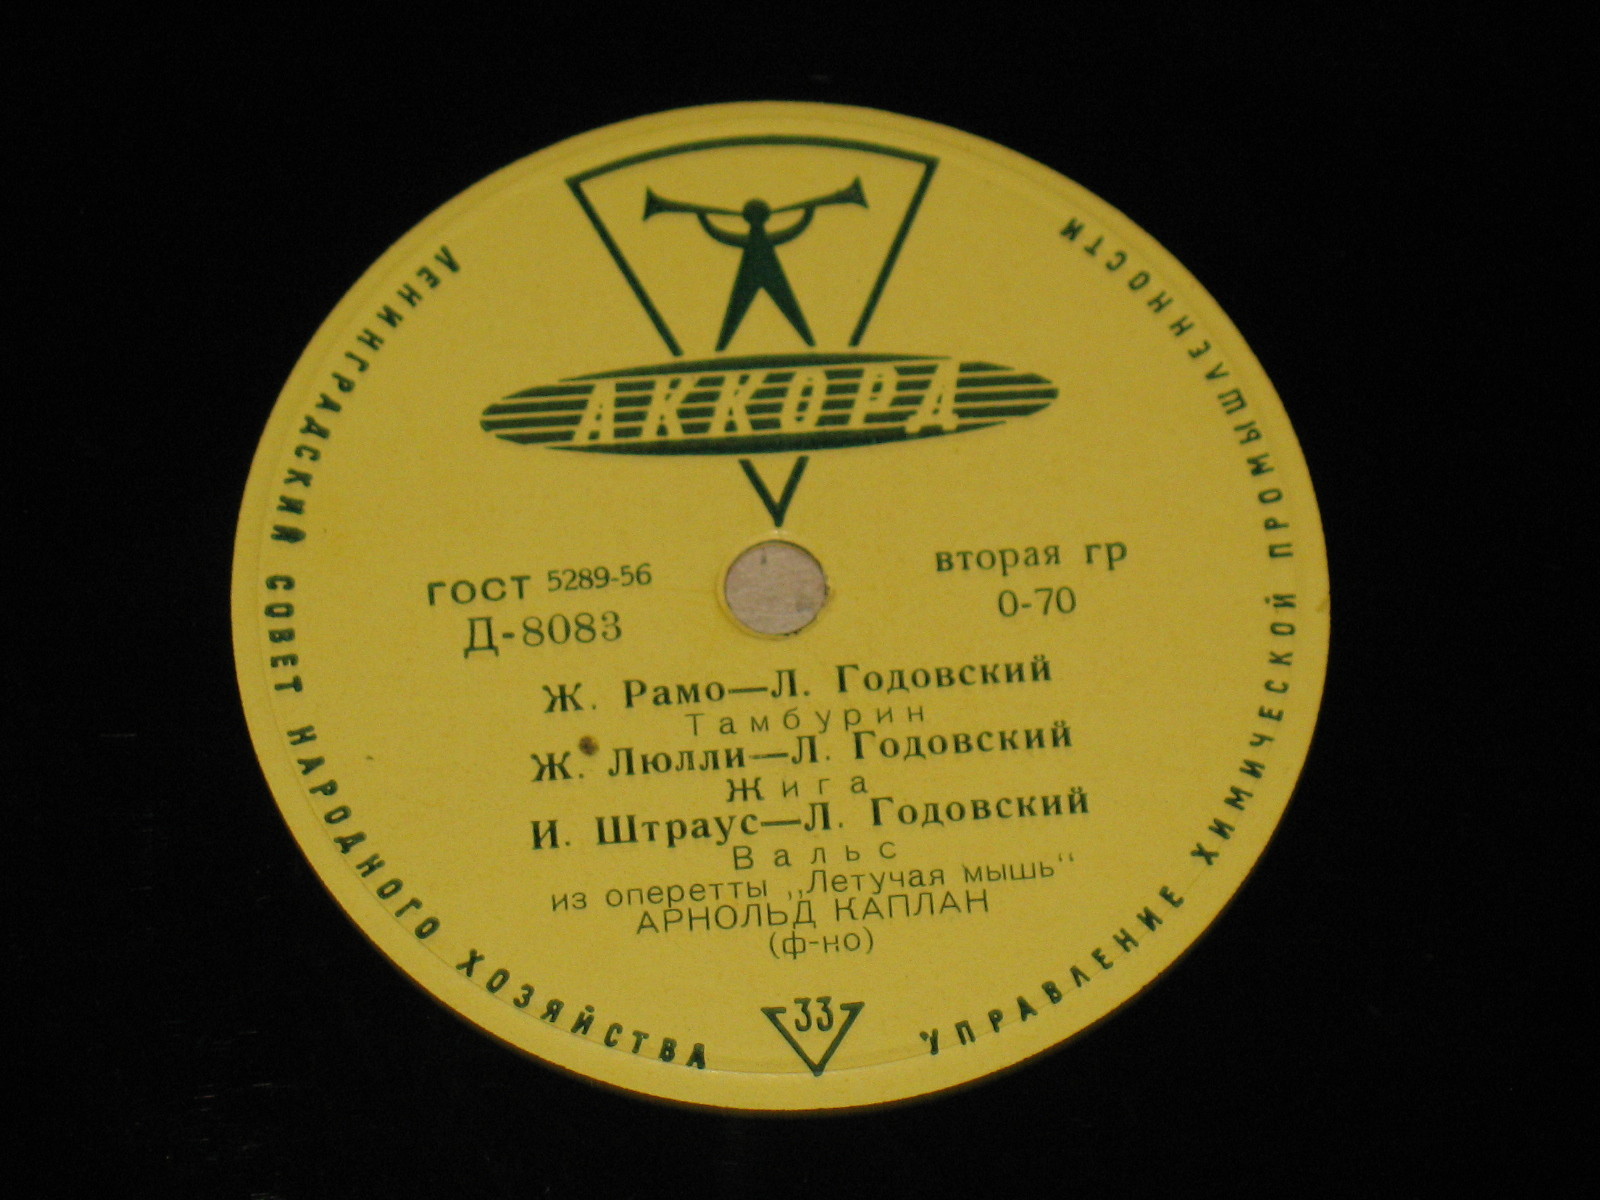 АККОРД
ГОСТ 5289-56
Д-8083
вторая гр
0-70
Ж. Рамо—Л. Годовский
Тамбурин
Ж. Люлли—Л. Годовский
Жига
И. Штраус—Л. Годовский
Вальс
из оперетты „Летучая мышь“
АРНОЛЬД КАПЛАН
(ф-но)
33
ЛЕНИНГРАДСКИЙ СОВЕТ НАРОДНОГО ХОЗЯЙСТВА
УПРАВЛЕНИЕ ХИМИЧЕСКОЙ ПРОМЫШЛЕННОСТИ